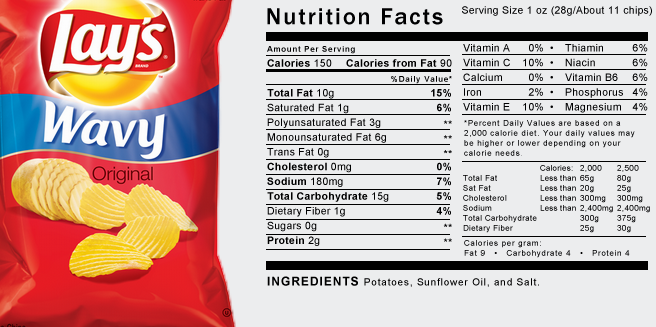 Lay's
BRAND
Wavy
Original
Nutrition Facts
Serving Size 1 oz (28g/About 11 chips)
Amount Per Serving
Calories 150 Calories from Fat 90
%Daily Value*
Total Fat 10g 15%
Saturated Fat 1g 6%
Polyunsaturated Fat 3g **
Monounsaturated Fat 6g **
Trans Fat 0g **
Cholesterol 0mg 0%
Sodium 180mg 7%
Total Carbohydrate 15g 5%
Dietary Fiber 1g 4%
Sugars 0g **
Protein 2g **
Vitamin A 0% • Thiamin 6%
Vitamin C 10% • Niacin 6%
Calcium 0% • Vitamin B6 6%
Iron 2% • Phosphorus 4%
Vitamin E 10% • Magnesium 4%
*Percent Daily Values are based on a
2,000 calorie diet. Your daily values may
be higher or lower depending on your
calorie needs.
Calories: 2,000 2,500
Total Fat Less than 65g 80g
Sat Fat Less than 20g 25g
Cholesterol Less than 300mg 300mg
Sodium Less than 2,400mg 2,400mg
Total Carbohydrate 300g 375g
Dietary Fiber 25g 30g
Calories per gram:
Fat 9 • Carbohydrate 4 • Protein 4
INGREDIENTS Potatoes, Sunflower Oil, and Salt.